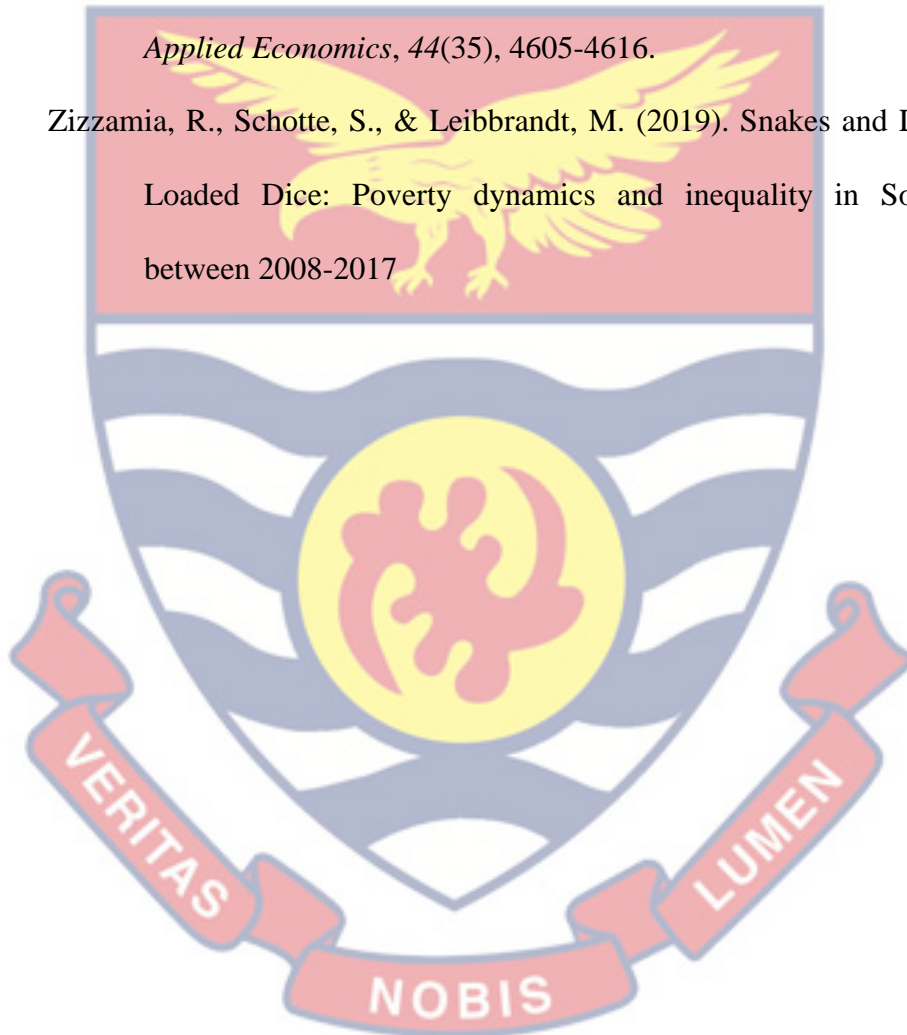 Applied Economics, 44(35), 4605-4616.
Zizzamia, R., Schotte, S., & Leibbrandt, M. (2019). Snakes and
Loaded Dice: Poverty dynamics and inequality in
between 2008-2017
VERITAS
NOBIS
LUMEN